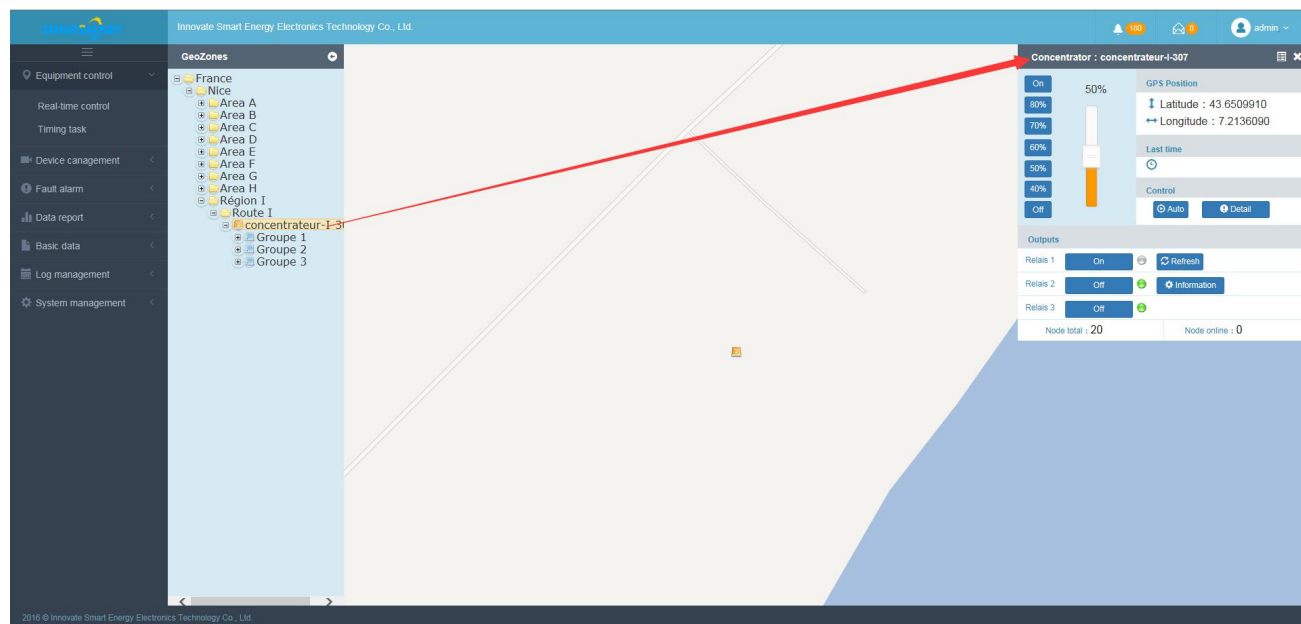 Innovate Smart Energy Electronics Technology Co., Ltd.
180
0
admin
Equipment control
Real-time control
Timing task
Device canagement
Fault alarm
Data report
Basic data
Log management
System management
GeoZones
France
Nice
Area A
Area B
Area C
Area D
Area E
Area F
Area G
Area H
Région I
Route I
concentrateur-I-30
Groupe 1
Groupe 2
Groupe 3
Concentrator : concentrateur-I-307
On
80%
70%
60%
50%
40%
Off
50%
GPS Position
Latitude : 43.6509910
Longitude : 7.2136090
Last time
Control
Auto Detail
Outputs
Relais 1 On Refresh
Relais 2 Off Information
Relais 3 Off
Node total : 20 Node online : 0
2016 © Innovate Smart Energy Electronics Technology Co., Ltd.